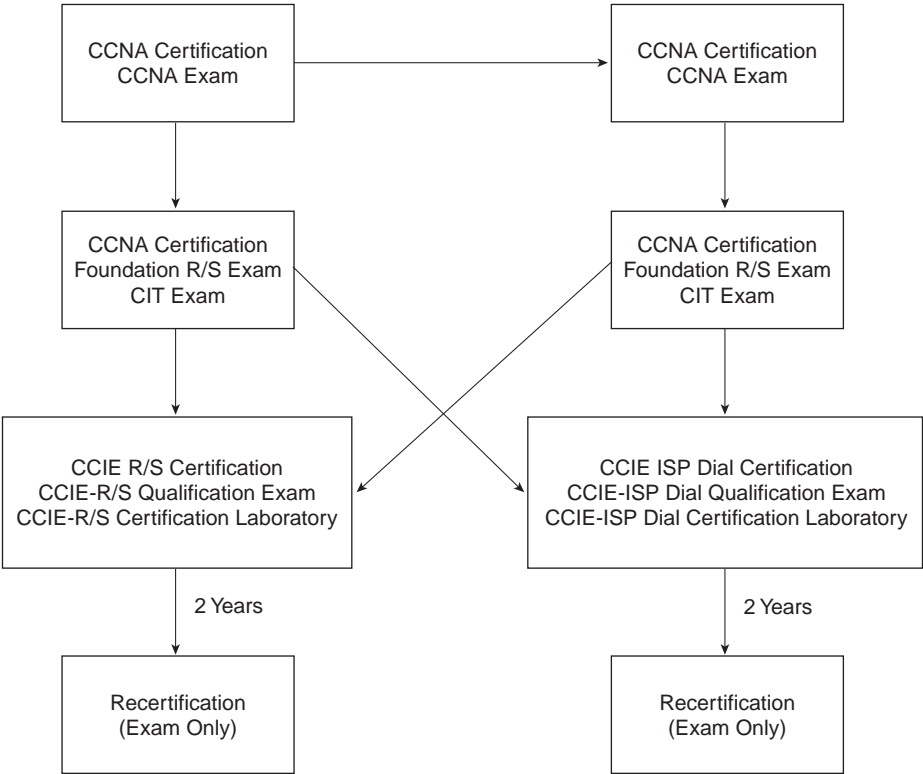 CCNA Certification
CCNA Exam
CCNA Certification
CCNA Exam
CCNA Certification
Foundation R/S Exam
CIT Exam
CCNA Certification
Foundation R/S Exam
CIT Exam
CCIE R/S Certification
CCIE-R/S Qualification Exam
CCIE-R/S Certification Laboratory
CCIE ISP Dial Certification
CCIE-ISP Dial Qualification Exam
CCIE-ISP Dial Certification Laboratory
2 Years
2 Years
Recertification
(Exam Only)
Recertification
(Exam Only)